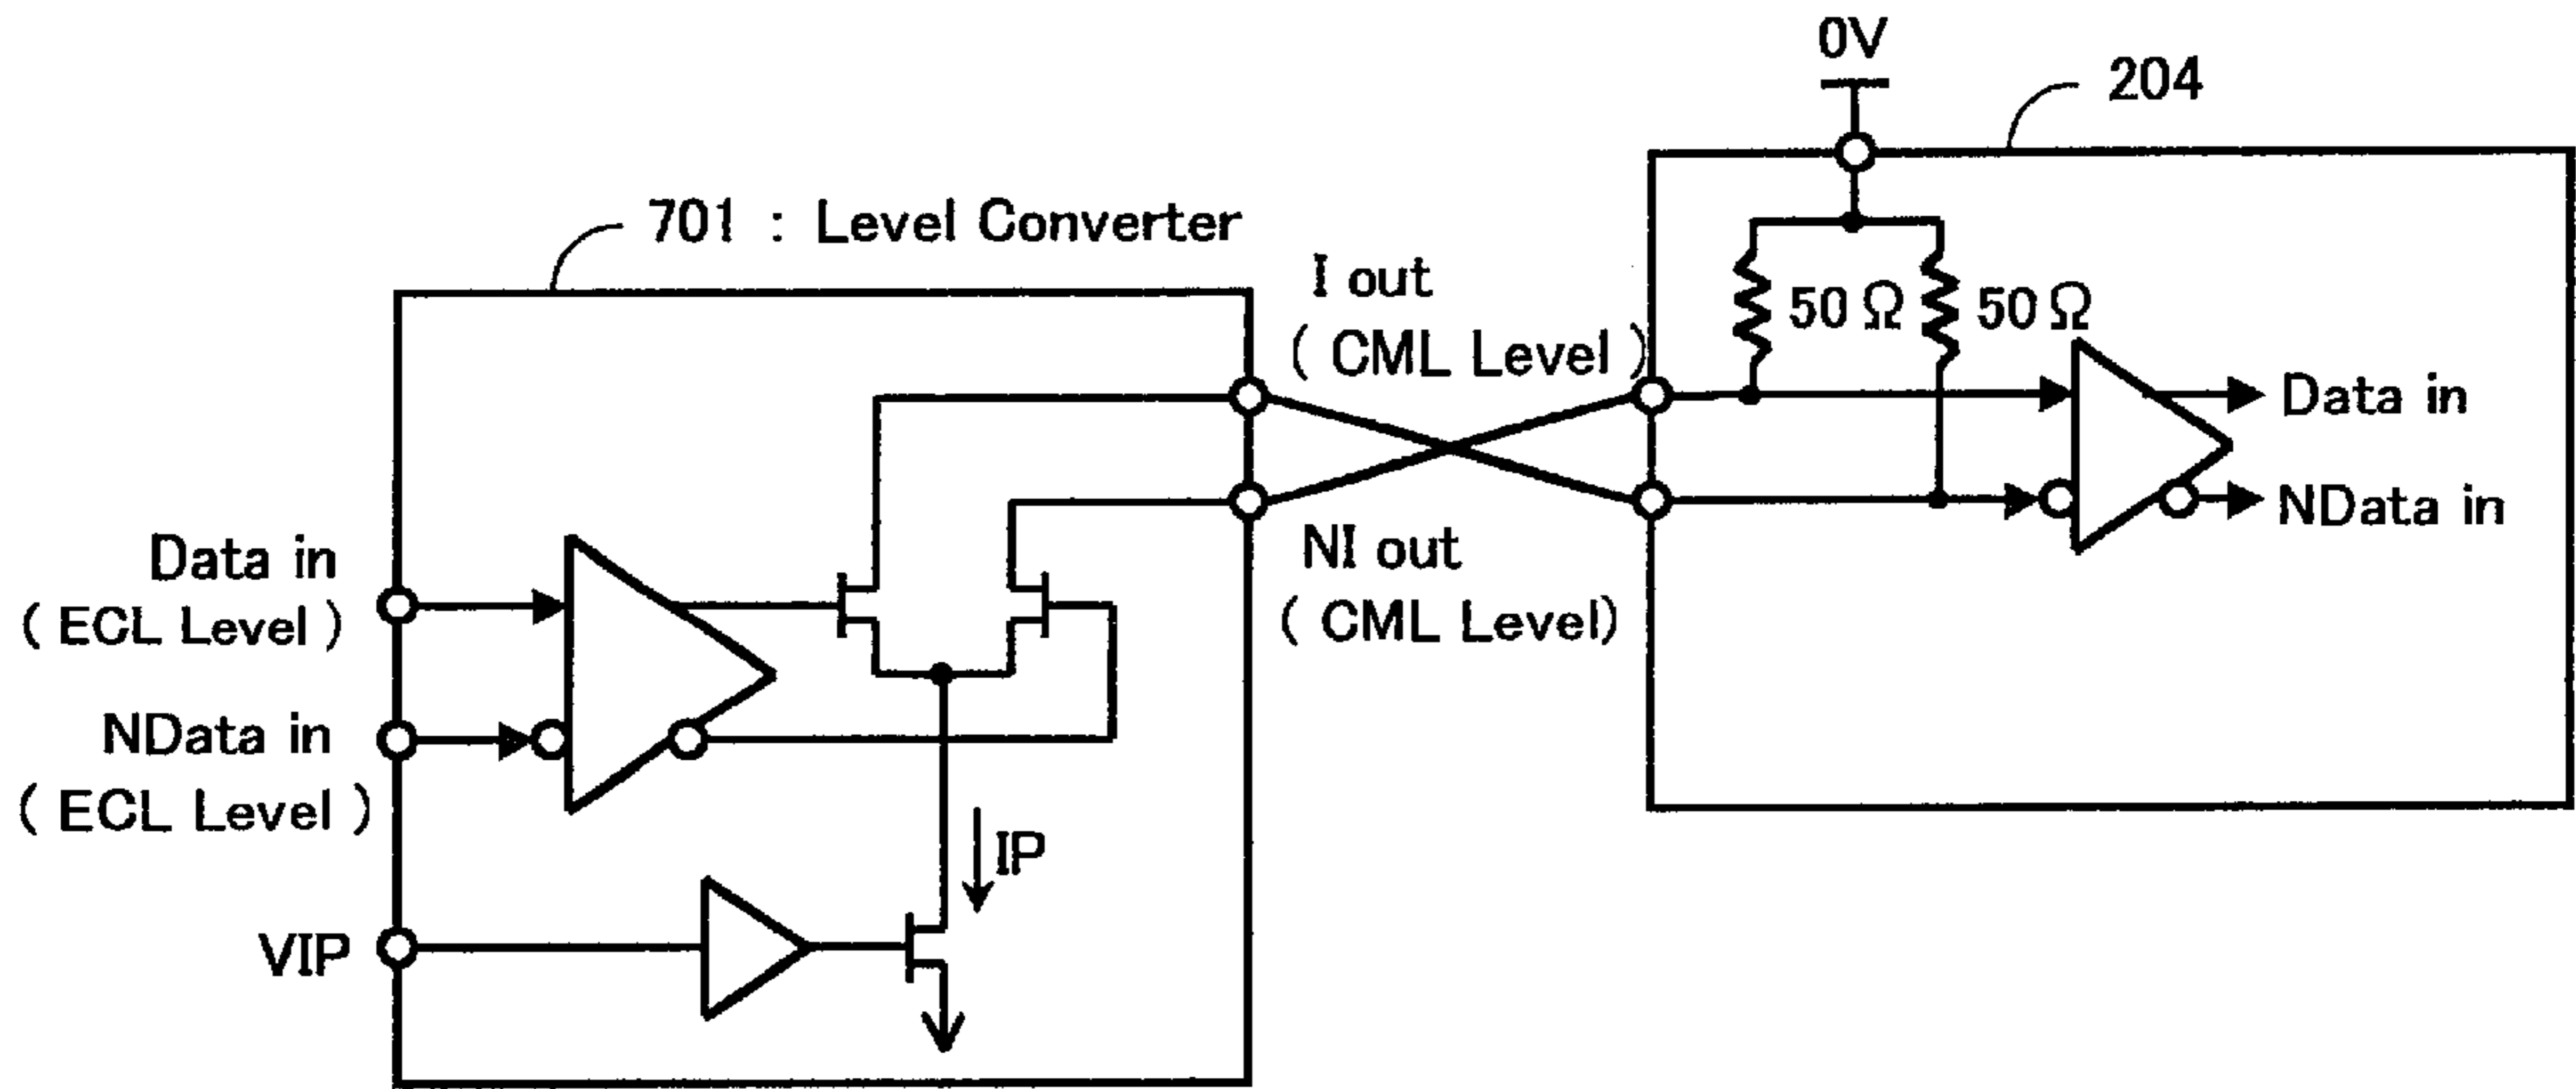 0V
204
701 : Level Converter
I out
( CML Level )
50 Ω
50 Ω
Data in
NData in
NI out
( CML Level)
Data in
( ECL Level )
NData in
( ECL Level )
IP
VIP